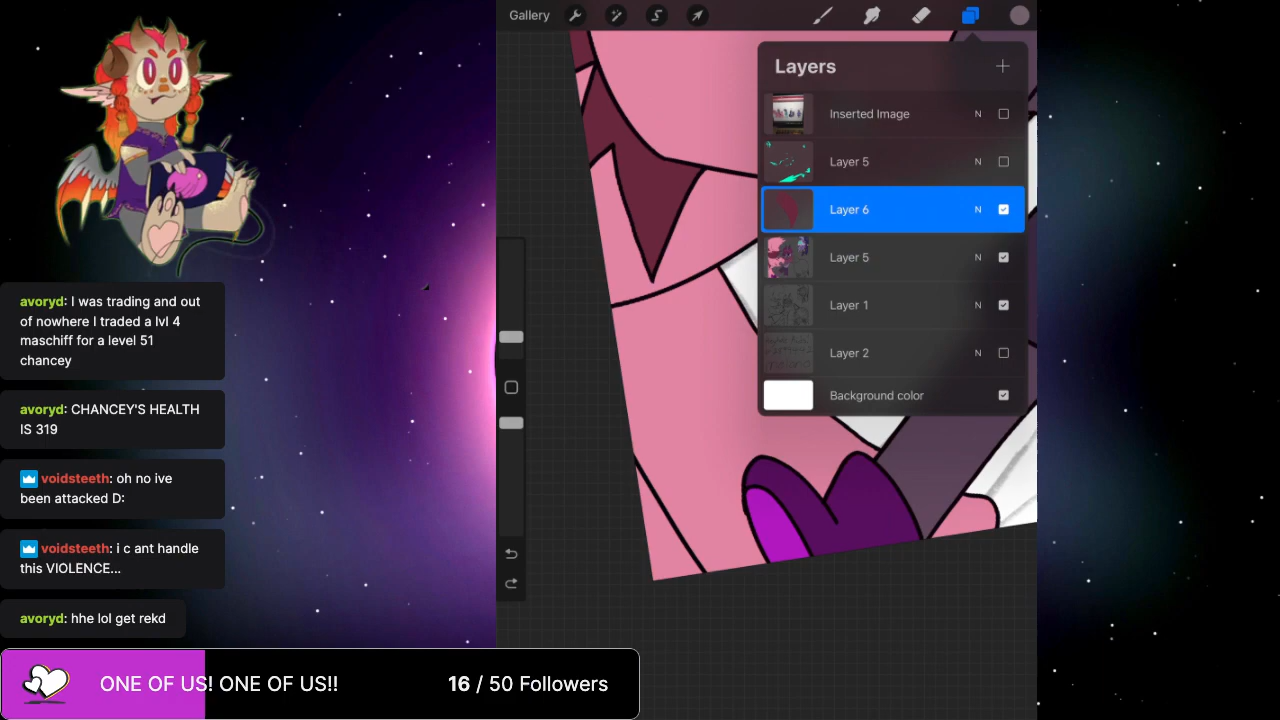 Gallery
Layers
Inserted Image N
Layer 5 N
Layer 6 N
Layer 5 N
Layer 1 N
Layer 2 N
Background color
avoryd: I was trading and out
of nowhere I traded a lvl 4
maschiff for a level 51
chancey
avoryd: CHANCEY'S HEALTH
IS 319
voidsteeth: oh no ive
been attacked D:
voidsteeth: i c ant handle
this VIOLENCE...
avoryd: hhe lol get rekd
ONE OF US! ONE OF US!! 16 / 50 Followers